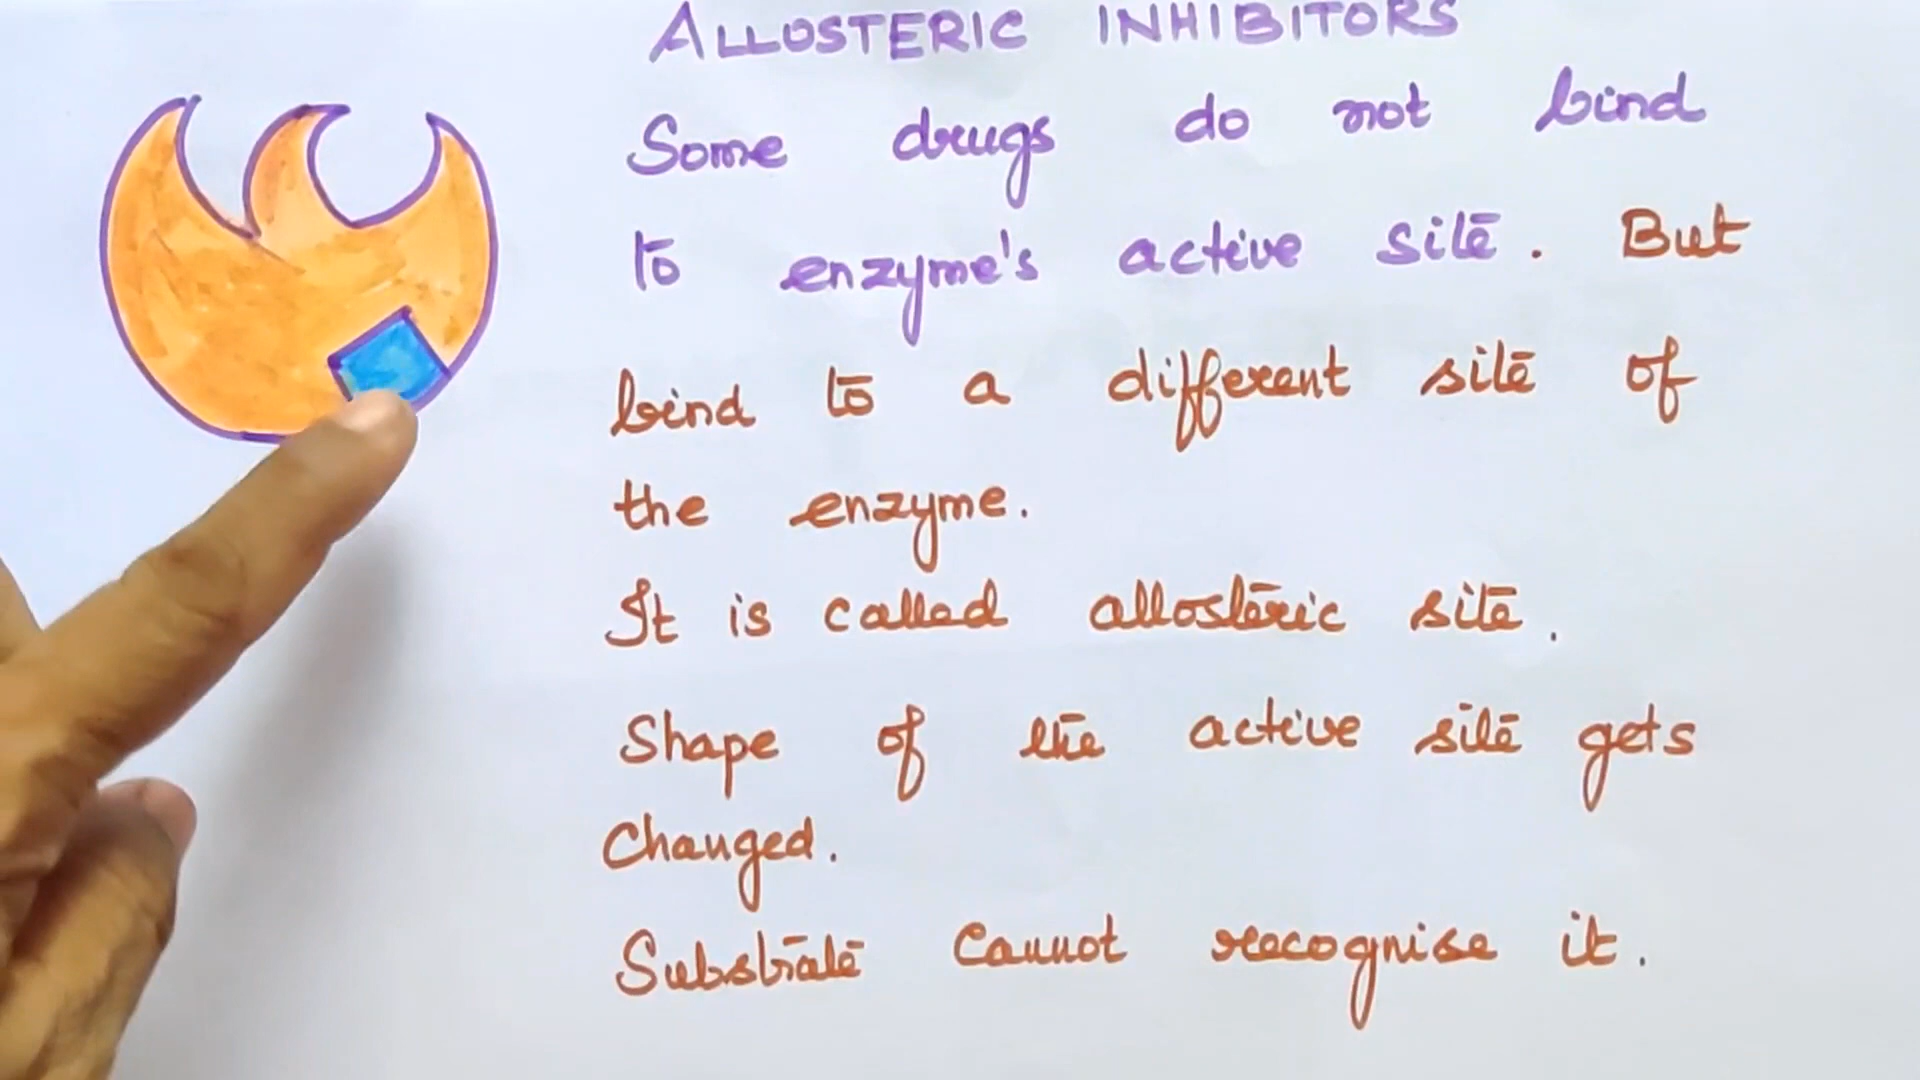 ALLOSTERIC INHIBITORS
Some drugs do not bind
to enzyme's active site. But
bind to a different site of
the enzyme.
It is called allosteric site.
Shape of the active site gets
Changed.
Substrate Cannot recognise it.